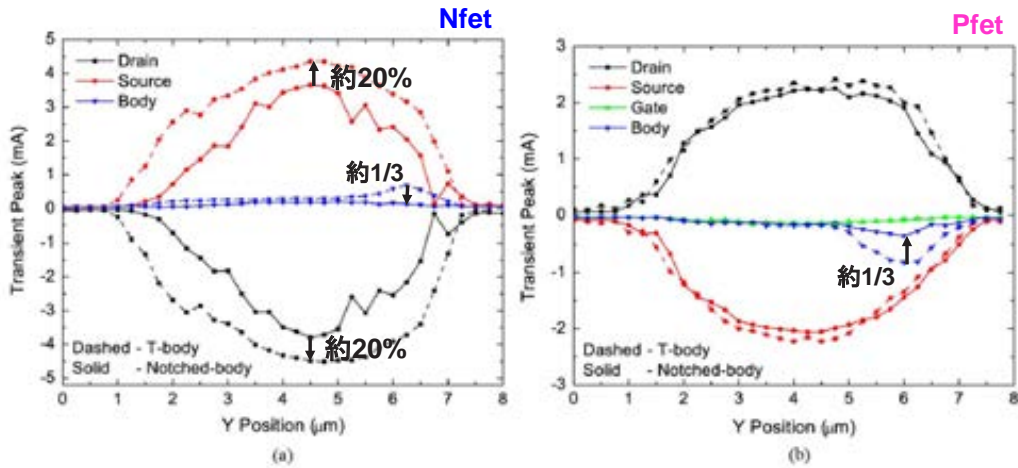 Nfet
Pfet
5
4
3
2
1
0
-1
-2
-3
-4
-5
Transient Peak (mA)
Drain
Source
Body
約20%
約1/3
約20%
Dashed - T-body
Solid - Notched-body
0 1 2 3 4 5 6 7 8
Y Position (μm)
(a)
3
2
1
0
-1
-2
-3
Transient Peak (mA)
Drain
Source
Gate
Body
約1/3
Dashed - T-body
Solid - Notched-body
0 1 2 3 4 5 6 7 8
Y Position (μm)
(b)